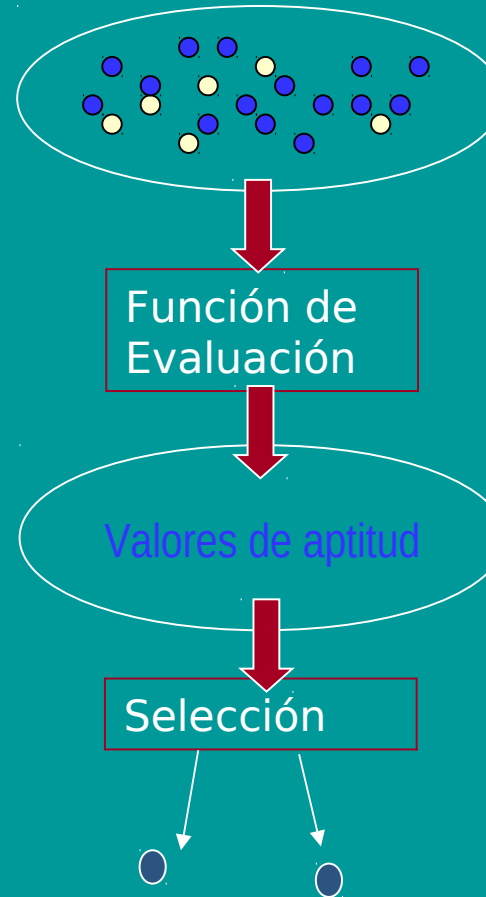 Función de
Evaluación
Valores de aptitud
Selección